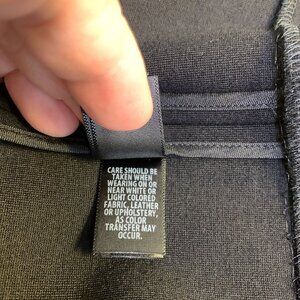 CARE SHOULD BE
TAKEN WHEN
WEARING ON OR
NEAR WHITE OR
LIGHT COLORED
FABRIC, LEATHER
OR UPHOLSTERY,
AS COLOR
TRANSFER MAY
OCCUR.